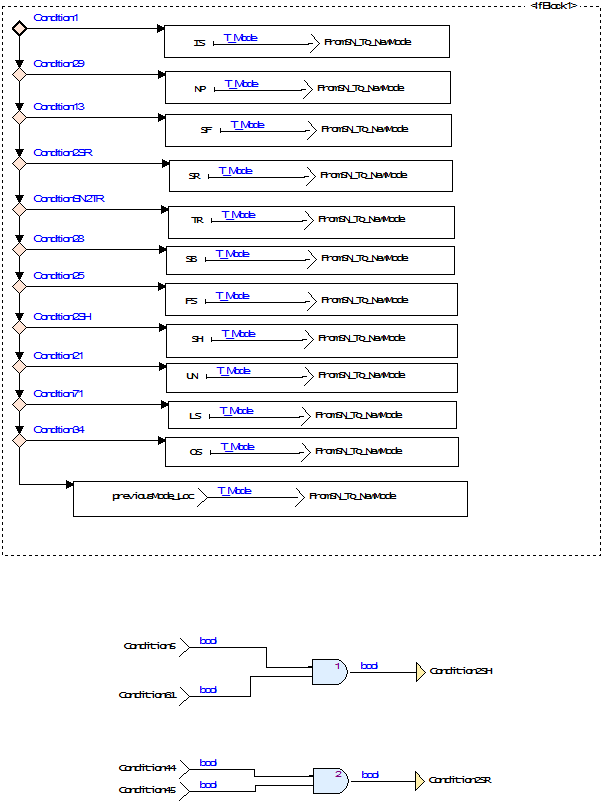 <IfBlock1>
Condition1
IS T_Mode FromSN_To_NewMode
Condition29
NP T_Mode FromSN_To_NewMode
Condition13
SF T_Mode FromSN_To_NewMode
Condition2SR
SR T_Mode FromSN_To_NewMode
ConditionSN2TR
TR T_Mode FromSN_To_NewMode
Condition28
SB T_Mode FromSN_To_NewMode
Condition25
FS T_Mode FromSN_To_NewMode
Condition2SH
SH T_Mode FromSN_To_NewMode
Condition21
UN T_Mode FromSN_To_NewMode
Condition71
LS T_Mode FromSN_To_NewMode
Condition34
OS T_Mode FromSN_To_NewMode
previousMode_Loc T_Mode FromSN_To_NewMode
Condition5 bool
1 bool Condition2SH
Condition61 bool
Condition44 bool
2 bool Condition2SR
Condition45 bool